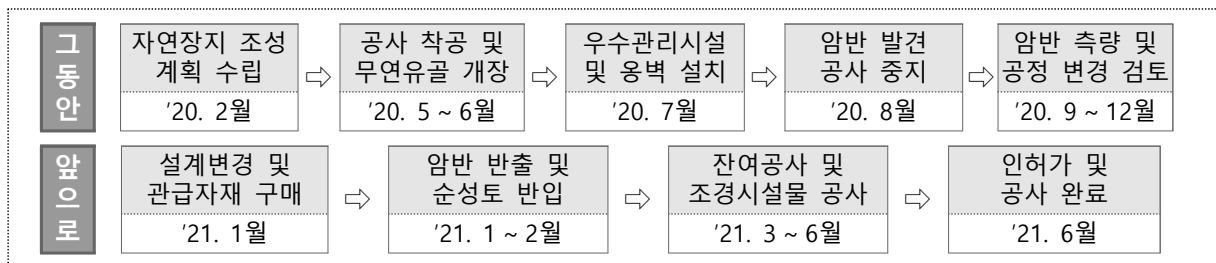 그동안
자연장지 조성
계획 수립
'20. 2월
⇨
공사 착공 및
무연유골 개장
'20. 5 ~ 6월
⇨
우수관리시설
및 옹벽 설치
'20. 7월
⇨
암반 발견
공사 중지
'20. 8월
⇨
암반 측량 및
공정 변경 검토
'20. 9 ~ 12월
앞으로
설계변경 및
관급자재 구매
'21. 1월
⇨
암반 반출 및
순성토 반입
'21. 1 ~ 2월
⇨
잔여공사 및
조경시설물 공사
'21. 3 ~ 6월
⇨
인허가 및
공사 완료
'21. 6월